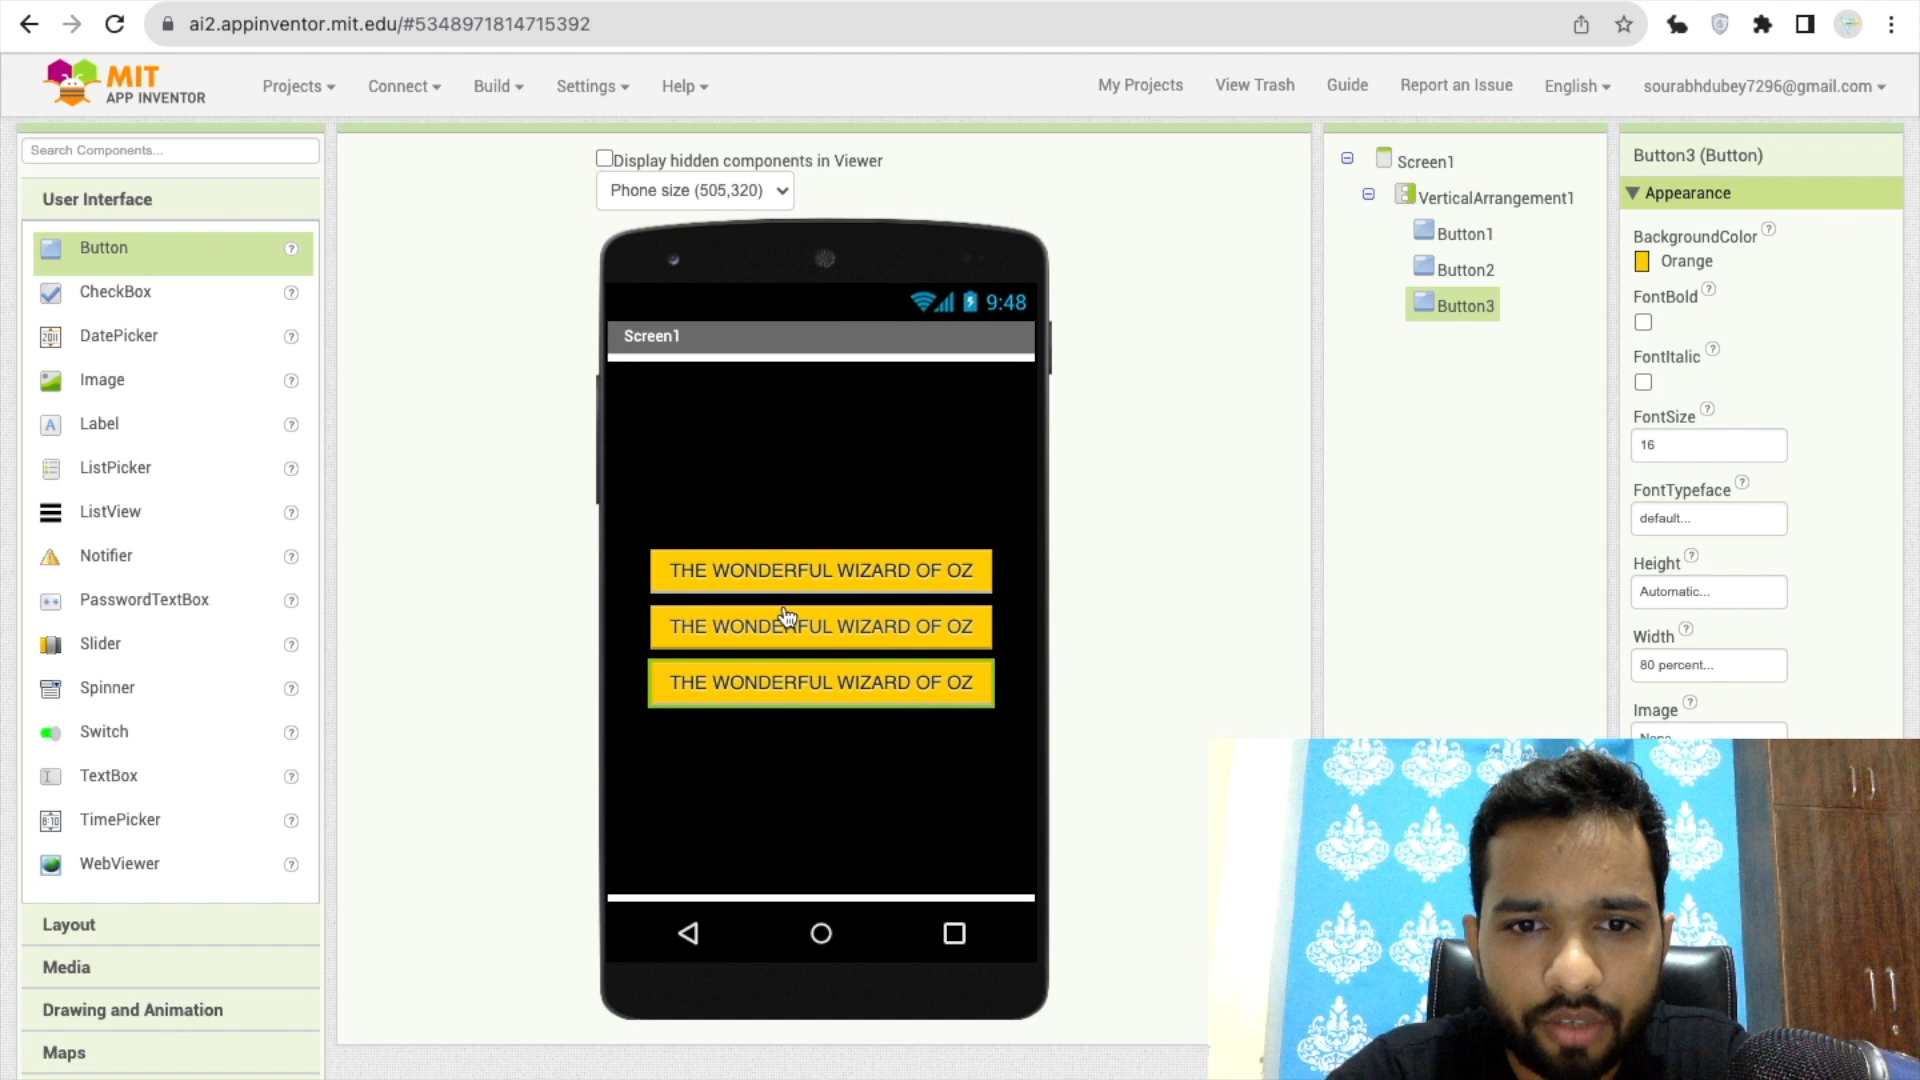 ai2.appinventor.mit.edu/#5348971814715392
MIT
APP INVENTOR
Projects
Connect
Build
Settings
Help
My Projects
View Trash
Guide
Report an Issue
English
sourabhdubey7296@gmail.com
Search Components...
User Interface
Button
?
CheckBox
?
DatePicker
?
Image
?
Label
?
ListPicker
?
ListView
?
Notifier
?
PasswordTextBox
?
Slider
?
Spinner
?
Switch
?
TextBox
?
TimePicker
?
WebViewer
?
Layout
Media
Drawing and Animation
Maps
Display hidden components in Viewer
Phone size (505,320)
9:48
Screen1
THE WONDERFUL WIZARD OF OZ
THE WONDERFUL WIZARD OF OZ
THE WONDERFUL WIZARD OF OZ
Screen1
VerticalArrangement1
Button1
Button2
Button3
Button3 (Button)
Appearance
BackgroundColor ?
Orange
FontBold ?
FontItalic ?
FontSize ?
16
FontTypeface ?
default...
Height ?
Automatic...
Width ?
80 percent...
Image ?
None